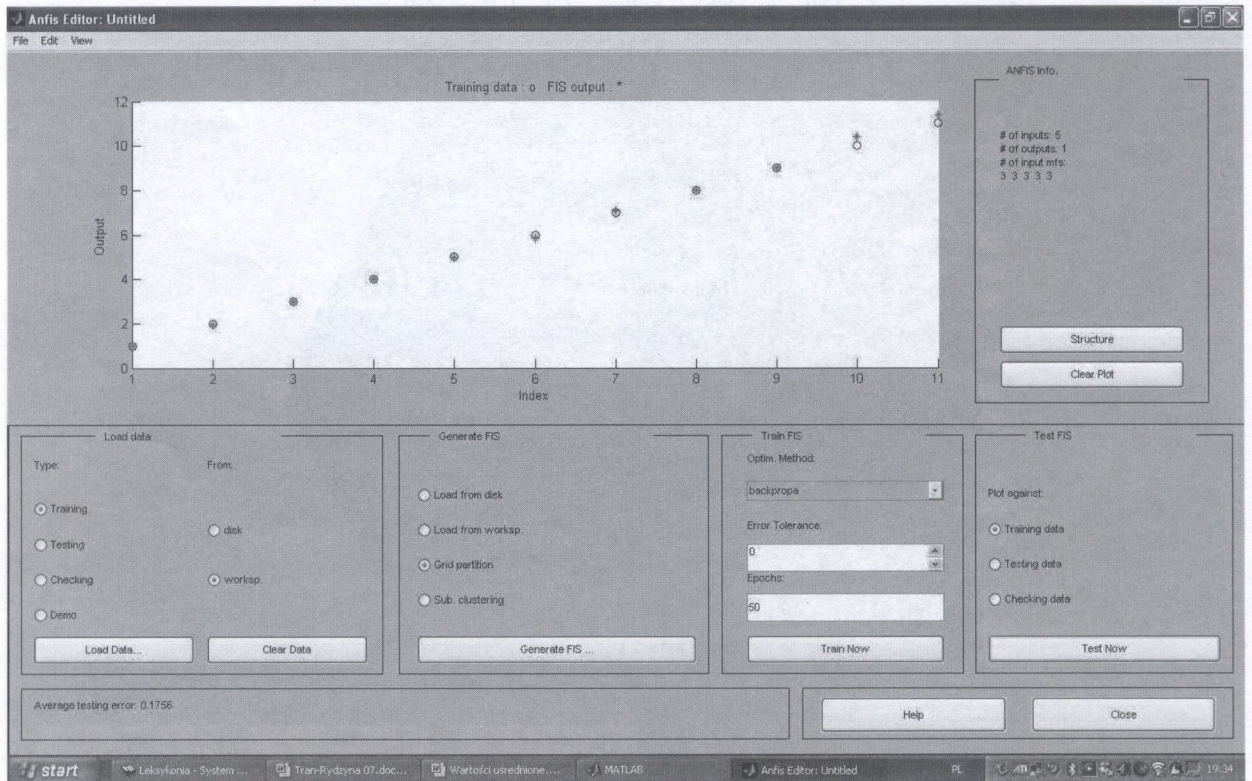 Anfis Editor: Untitled
File Edit View
Training data : o FIS output : *
12
10
8
6
4
2
0
Output
1 2 3 4 5 6 7 8 9 10 11
Index
ANFIS Info.
# of inputs: 5
# of outputs: 1
# of input mfs:
3 3 3 3 3
Structure
Clear Plot
Load data
Type:
From:
Training
Testing
Checking
Demo
disk
worksp.
Load Data...
Clear Data
Generate FIS
Load from disk
Load from worksp.
Grid partition
Sub. clustering
Generate FIS ...
Train FIS
Optim. Method:
backpropa
Error Tolerance:
0
Epochs:
50
Train Now
Test FIS
Plot against:
Training data
Testing data
Checking data
Test Now
Average testing error: 0.1756
Help
Close
start
Leksykonia - System ...
Tran-Rydzyna 07.doc...
Wartości usrednione....
MATLAB
Anfis Editor: Untitled
PL
19:34